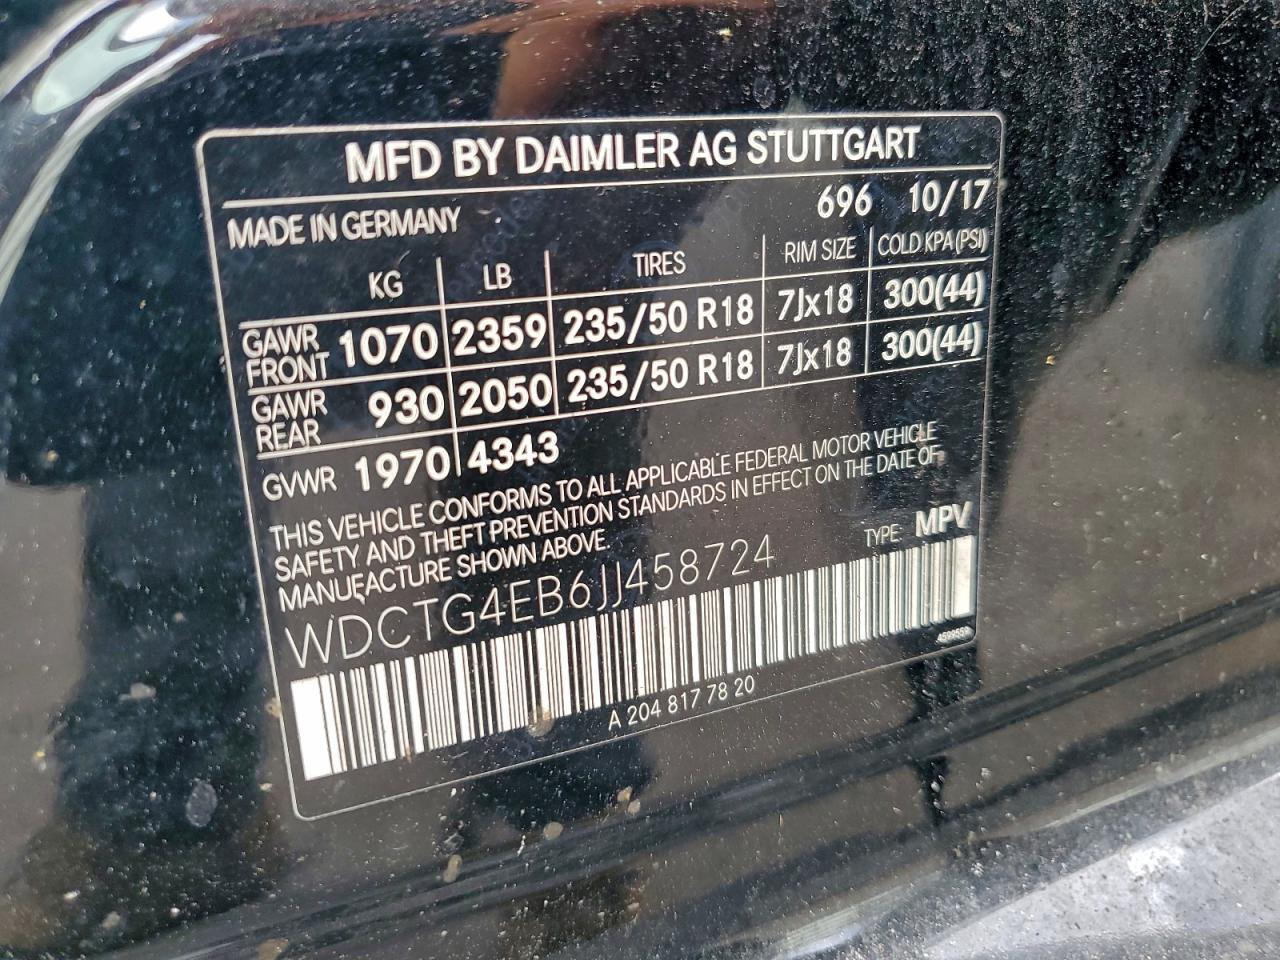 MFD BY DAIMLER AG STUTTGART
696 10/17
MADE IN GERMANY
KG LB TIRES RIM SIZE COLD KPA (PSI)
GAWR FRONT 1070 2359 235/50 R18 7Jx18 300(44)
GAWR REAR 930 2050 235/50 R18 7Jx18 300(44)
GVWR 1970 4343
THIS VEHICLE CONFORMS TO ALL APPLICABLE FEDERAL MOTOR VEHICLE
SAFETY AND THEFT PREVENTION STANDARDS IN EFFECT ON THE DATE OF
MANUFACTURE SHOWN ABOVE.
TYPE: MPV
WDCTG4EB6JJ458724
A 204 817 78 20